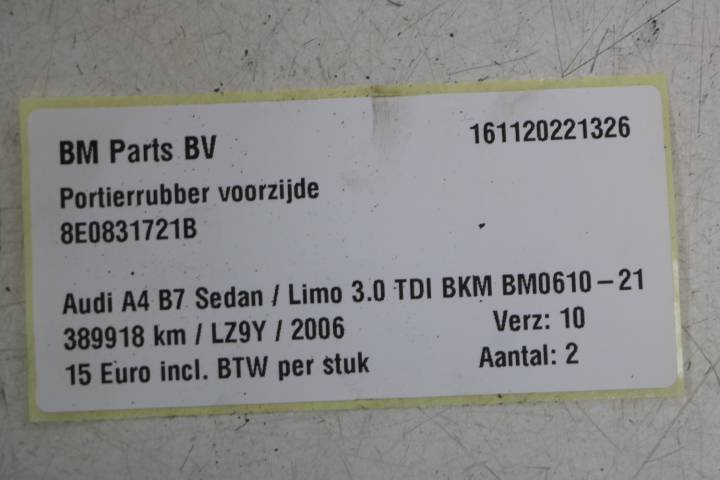 BM Parts BV 161120221326
Portierrubber voorzijde
8E0831721B
Audi A4 B7 Sedan / Limo 3.0 TDI BKM BM0610-21
389918 km / LZ9Y / 2006 Verz: 10
15 Euro incl. BTW per stuk Aantal: 2